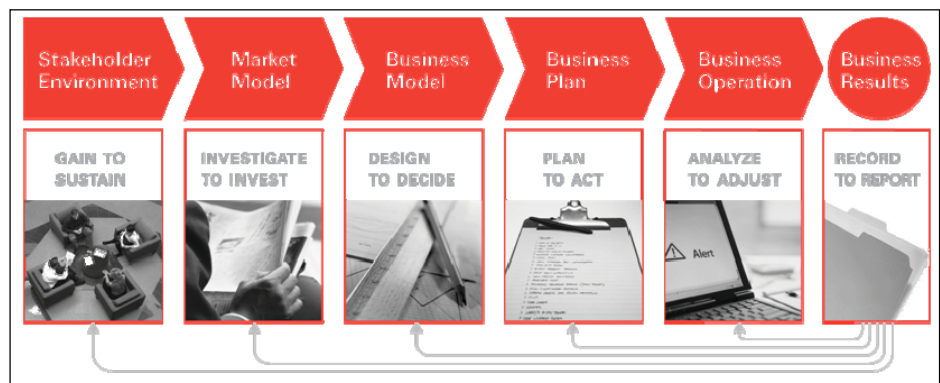 Stakeholder
Environment
Market
Model
Business
Model
Business
Plan
Business
Operation
Business
Results
GAIN TO
SUSTAIN
INVESTIGATE
TO INVEST
DESIGN
TO DECIDE
PLAN
TO ACT
ANALYZE
TO ADJUST
RECORD
TO REPORT
Alert